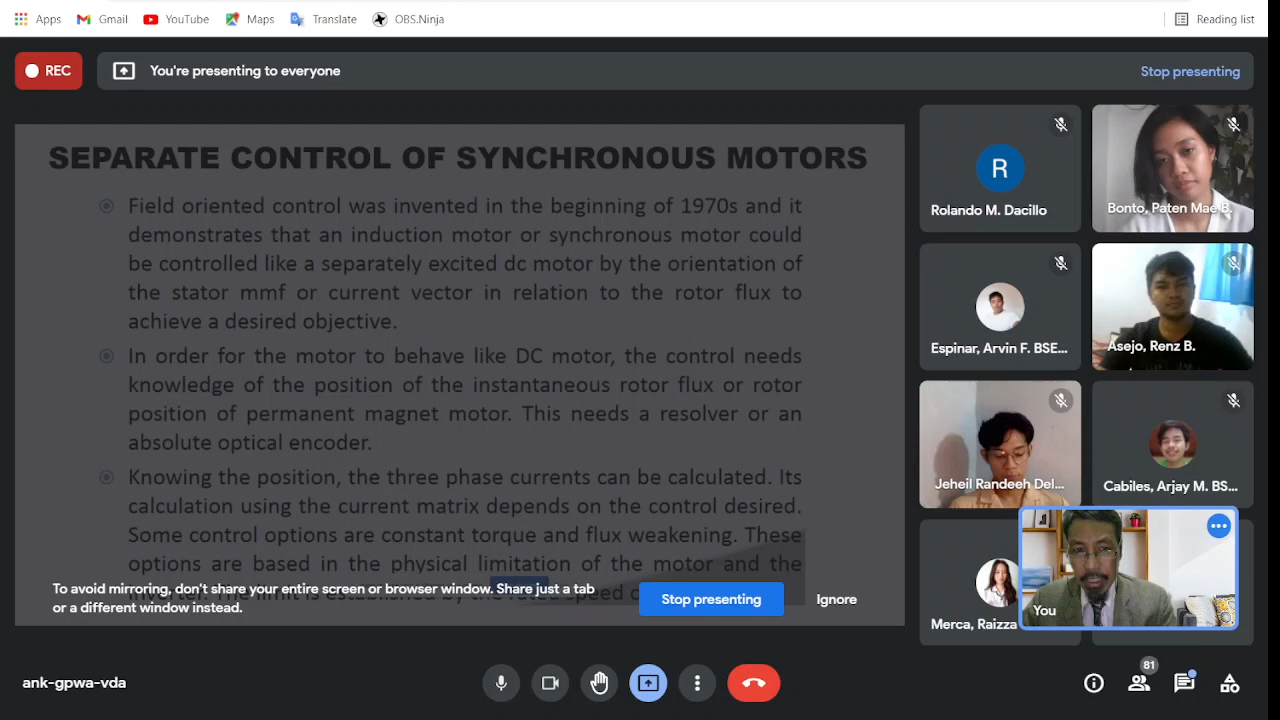 Apps Gmail YouTube Maps Translate OBS.Ninja Reading list
REC You're presenting to everyone Stop presenting
SEPARATE CONTROL OF SYNCHRONOUS MOTORS
Field oriented control was invented in the beginning of 1970s and it
demonstrates that an induction motor or synchronous motor could
be controlled like a separately excited dc motor by the orientation of
the stator mmf or current vector in relation to the rotor flux to
achieve a desired objective.
In order for the motor to behave like DC motor, the control needs
knowledge of the position of the instantaneous rotor flux or rotor
position of permanent magnet motor. This needs a resolver or an
absolute optical encoder.
Knowing the position, the three phase currents can be calculated. Its
calculation using the current matrix depends on the control desired.
Some control options are constant torque and flux weakening. These
options are based in the physical limitation of the motor and the
To avoid mirroring, don't share your entire screen or browser window. Share just a tab
or a different window instead.
Stop presenting Ignore
R
Rolando M. Dacillo
Bonto, Paten Mae B.
Espinar, Arvin F. BSE...
Asejo, Renz B.
Jeheil Randeeh Del...
Cabiles, Arjay M. BS...
Merca, Raizza
You
ank-gpwa-vda
81